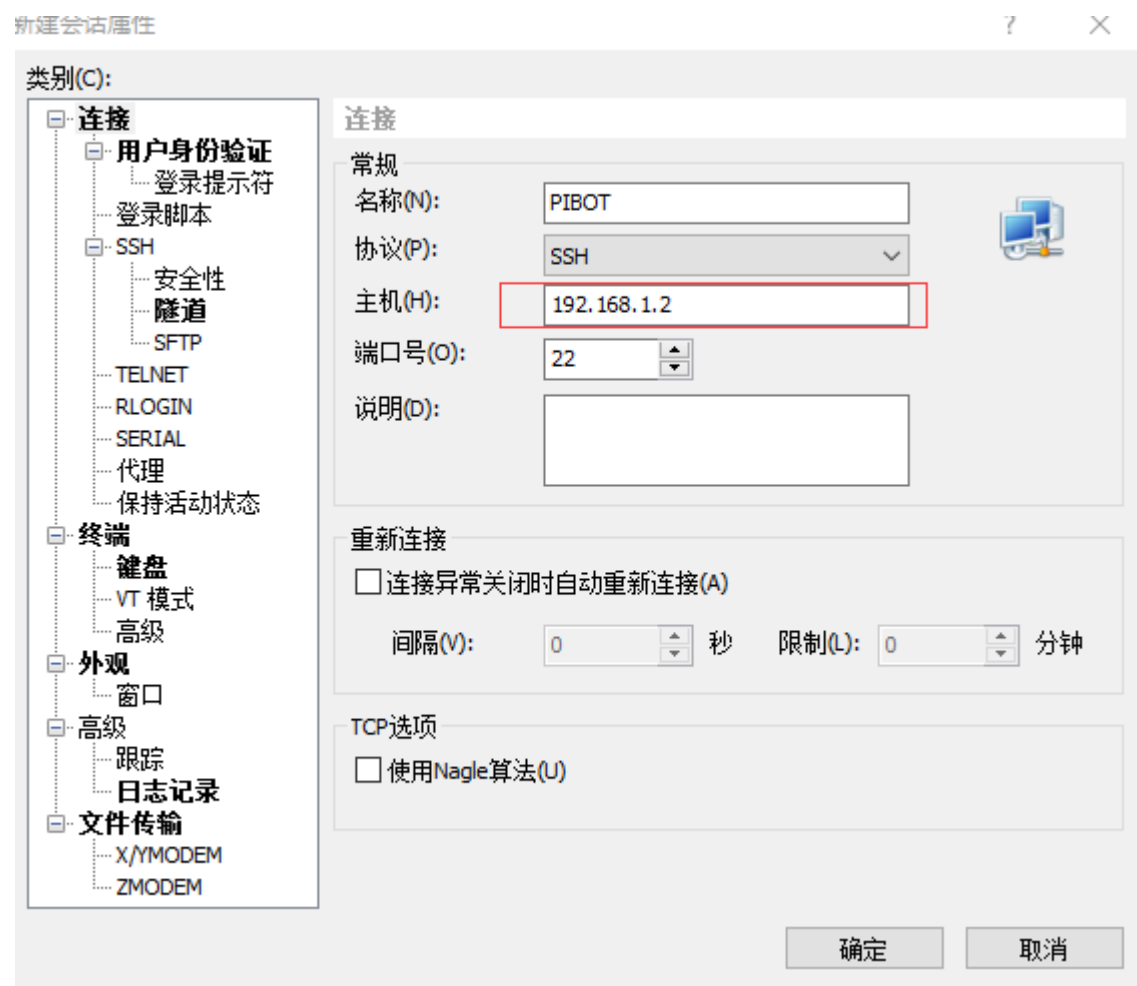 新建会话属性
?
类别(C):
连接
用户身份验证
登录提示符
登录脚本
SSH
安全性
隧道
SFTP
TELNET
RLOGIN
SERIAL
代理
保持活动状态
终端
键盘
VT 模式
高级
外观
窗口
高级
跟踪
日志记录
文件传输
X/YMODEM
ZMODEM
连接
常规
名称(N): PIBOT
协议(P): SSH
主机(H): 192.168.1.2
端口号(O): 22
说明(D):
重新连接
连接异常关闭时自动重新连接(A)
间隔(V): 0 秒 限制(L): 0 分钟
TCP选项
使用Nagle算法(U)
确定 取消